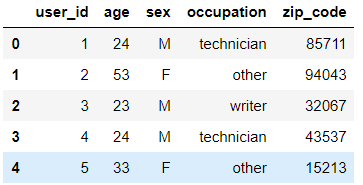 user_id age sex occupation zip_code
0 1 24 M technician 85711
1 2 53 F other 94043
2 3 23 M writer 32067
3 4 24 M technician 43537
4 5 33 F other 15213